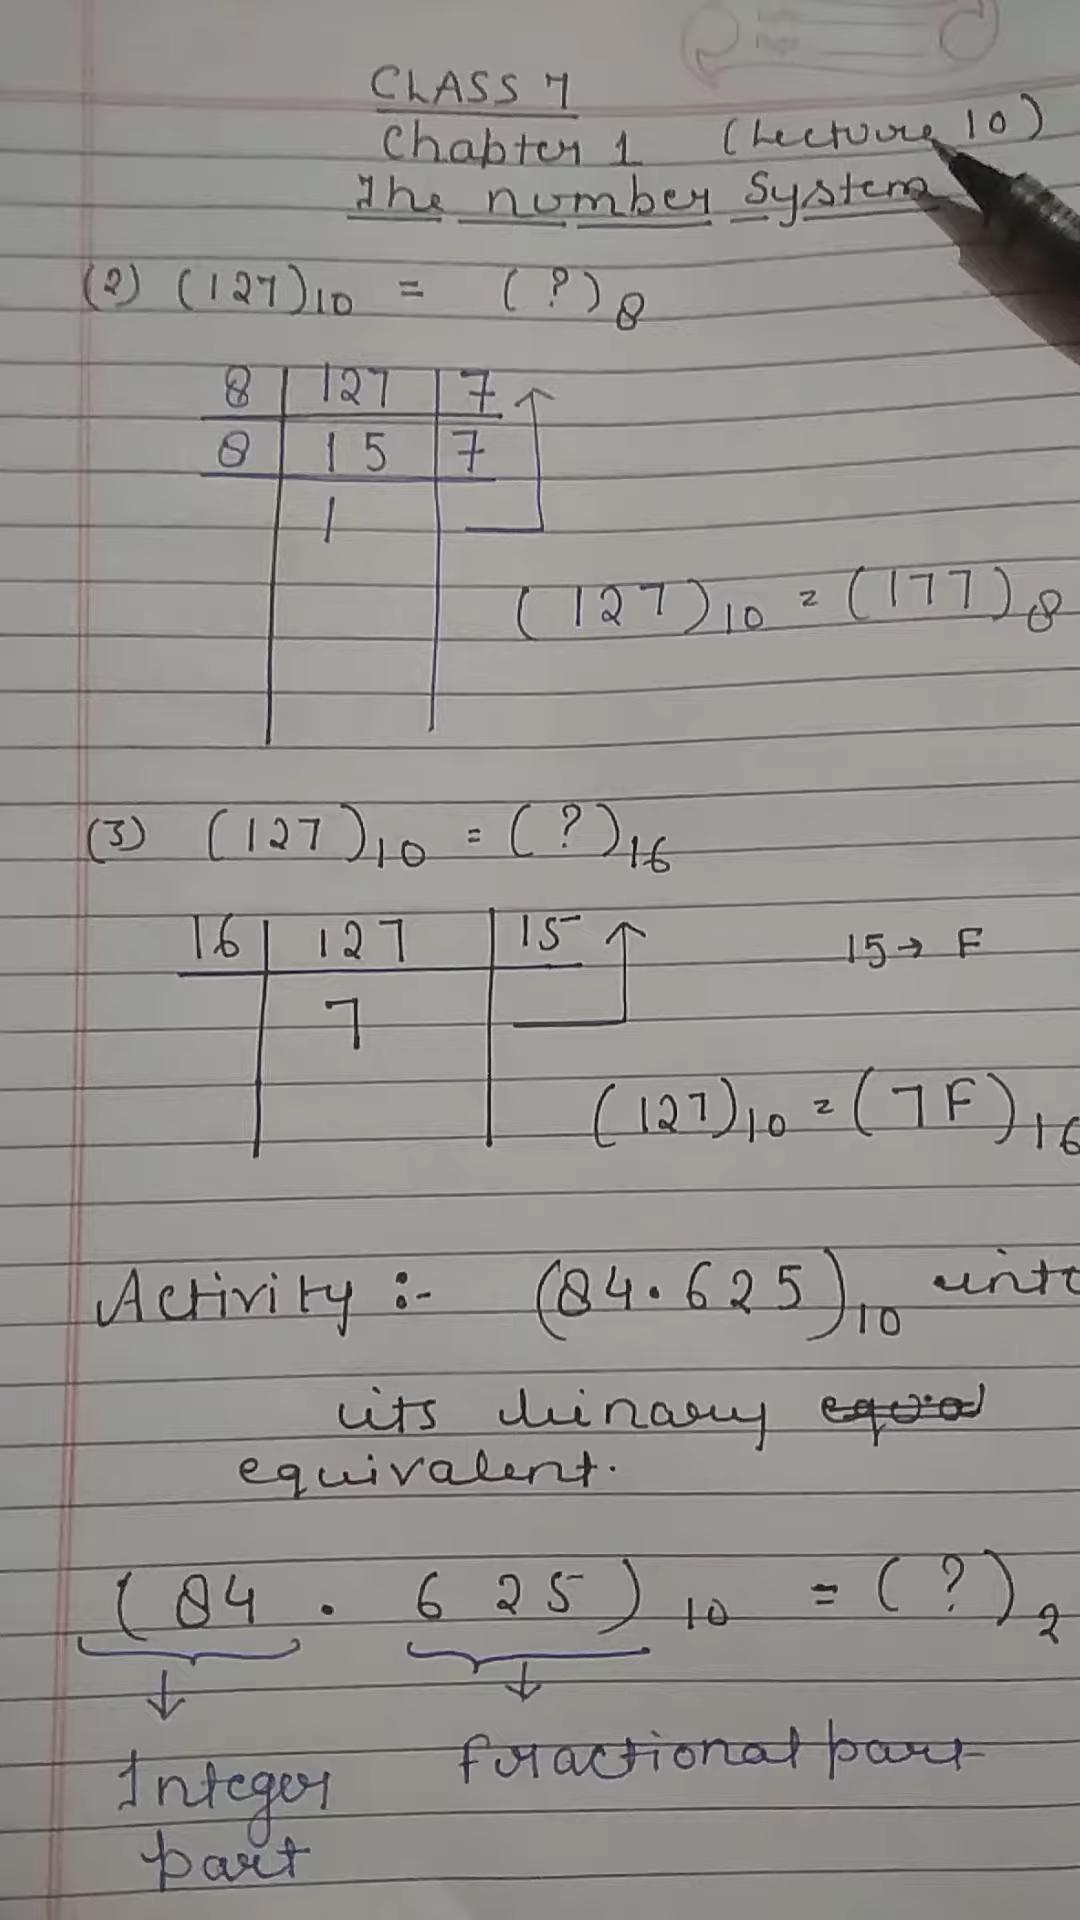 CLASS 7
Chapter 1 (Lecture 10)
The number System
(2) (127)10 = (?)8
8 | 127 | 7
8 | 15 | 7
1
(127)10 = (177)8
(3) (127)10 = (?)16
16 | 127 | 15 15→ F
7
(127)10 = (7F)16
Activity :- (84.625)10 into
its binary
equivalent.
(84 . 625)10 = (?)2
Integer fractional part
part